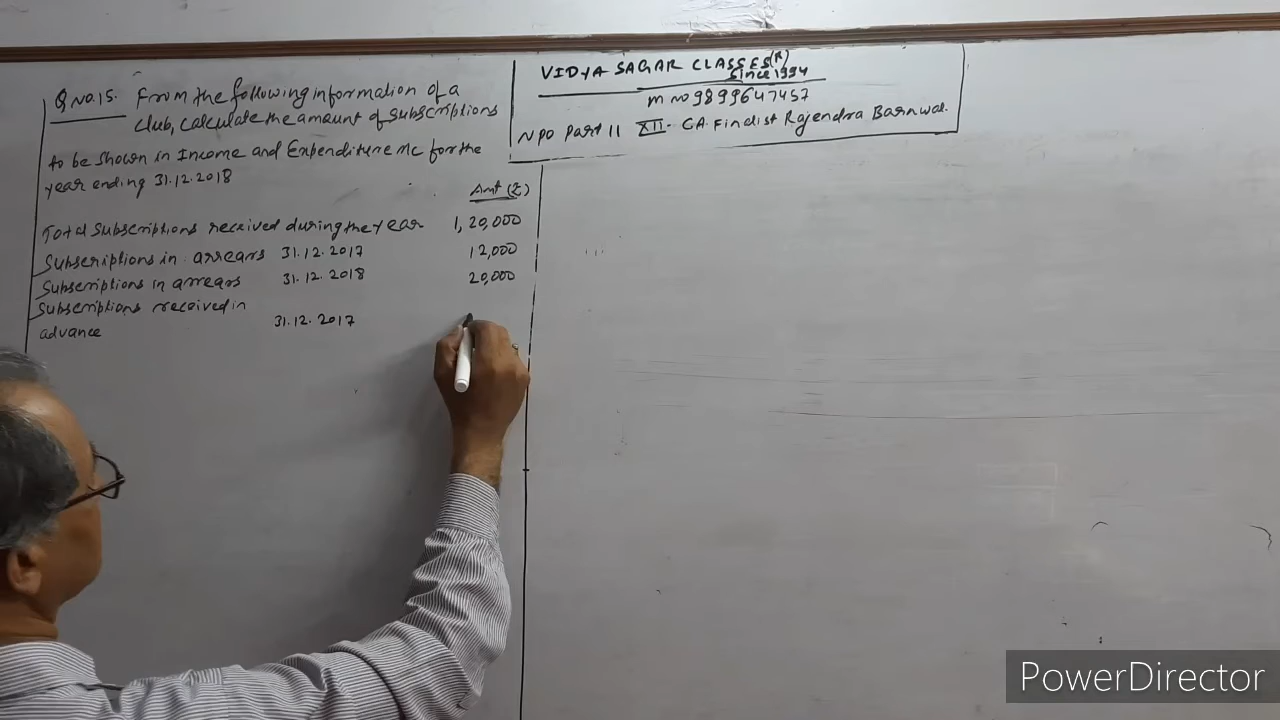 Q NO.15. From the following information of a
club, calculate the amount of subscriptions
to be shown in Income and Expenditure A/c for the
year ending 31.12.2018
Amt (₹)
Total subscriptions received during the year 1,20,000
Subscriptions in arrears 31.12.2017 12,000
Subscriptions in arrears 31.12.2018 20,000
Subscriptions received in
advance 31.12.2017
VIDYA SAGAR CLASSES (R)
Since 1994
M no 9899647457
NPO Part 11 XII - CA. Finalist Rajendra Barnwal.
PowerDirector